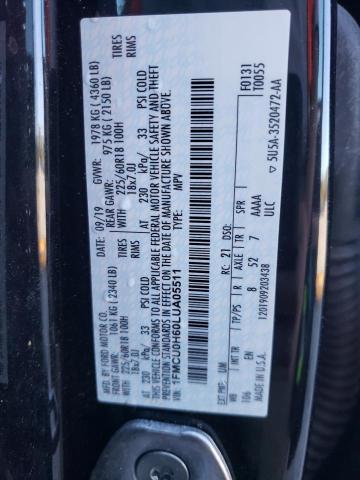 MFD. BY FORD MOTOR CO.
09/19 GVWR: 1978 KG ( 4360 LB)
FRONT GAWR: 1061 KG ( 2340 LB) REAR GAWR: 975 KG ( 2150 LB)
225/60R18 100H TIRES 225/60R18 100H TIRES
18x7.0J RIMS 18x7.0J RIMS
AT 230 kPa/ 33 PSI COLD AT 230 kPa/ 33 PSI COLD
THIS VEHICLE CONFORMS TO ALL APPLICABLE FEDERAL MOTOR VEHICLE SAFETY AND THEFT
PREVENTION STANDARDS IN EFFECT ON THE DATE OF MANUFACTURE SHOWN ABOVE.
VIN: 1FMCU0H60LUA05511
TYPE: MPV
F0131
T0055
EXT PNT: UM RC: 21 DSO:
WB BRK INT TR TP/PS R AXLE TR SPR
106 EN 8 52 7 AAAA
1201909203438
MADE IN U.S.A. 5U5A-3520472-AA